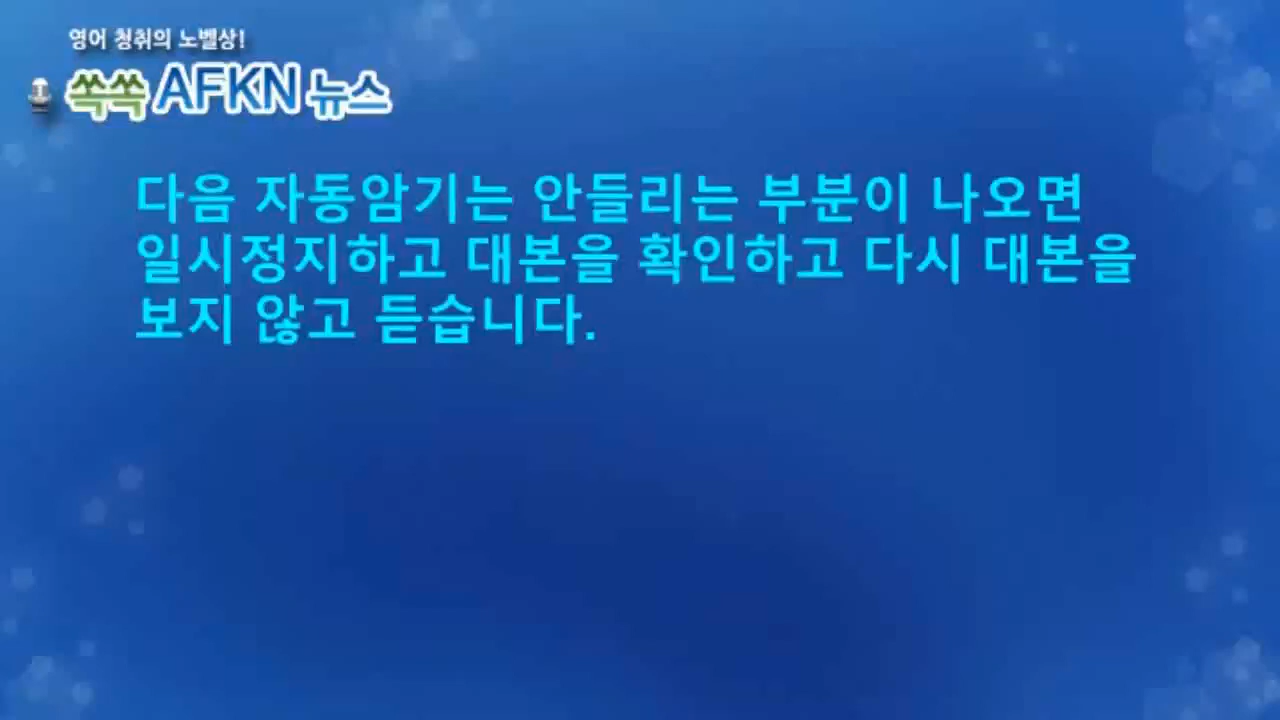 영어 청취의 노벨상!
쏙쏙 AFKN 뉴스
다음 자동암기는 안들리는 부분이 나오면
일시정지하고 대본을 확인하고 다시 대본을
보지 않고 듣습니다.